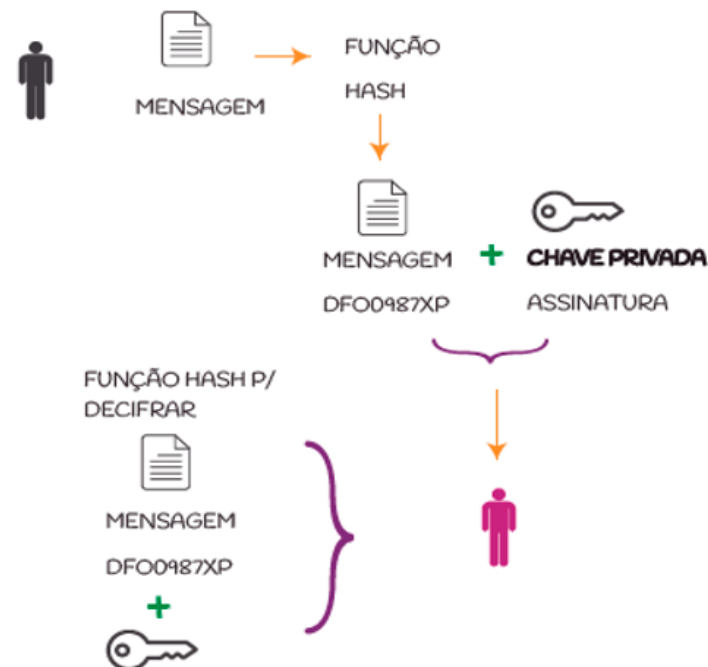 MENSAGEM
FUNÇÃO
HASH
MENSAGEM
DFO0987XP
+
CHAVE PRIVADA
ASSINATURA
FUNÇÃO HASH P/
DECIFRAR
MENSAGEM
DFO0987XP
+